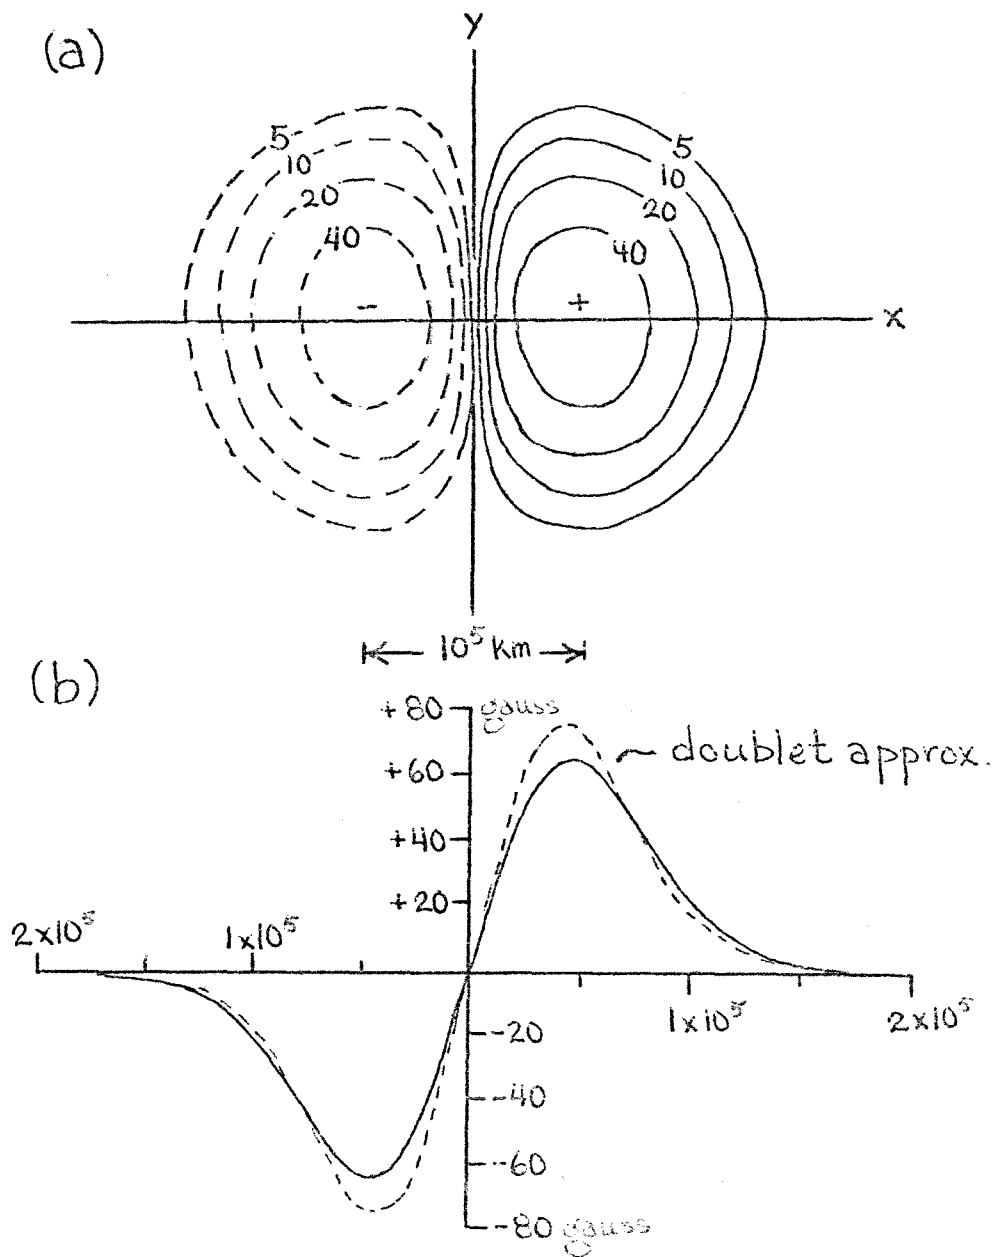 (a)
y
5 5
10 10
20 20
40 40
- +
x
10⁵ km
(b)
+80 gauss
doublet approx.
+60
+40
+20
2x10⁵ 1x10⁵
1x10⁵ 2x10⁵
-20
-40
-60
-80 gauss